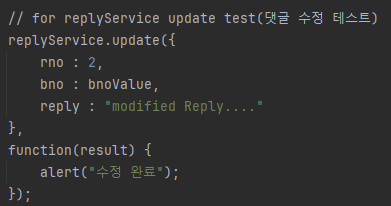 // for replyService update test(댓글 수정 테스트)
replyService.update({
    rno : 2,
    bno : bnoValue,
    reply : "modified Reply...."
},
function(result) {
    alert("수정 완료");
});